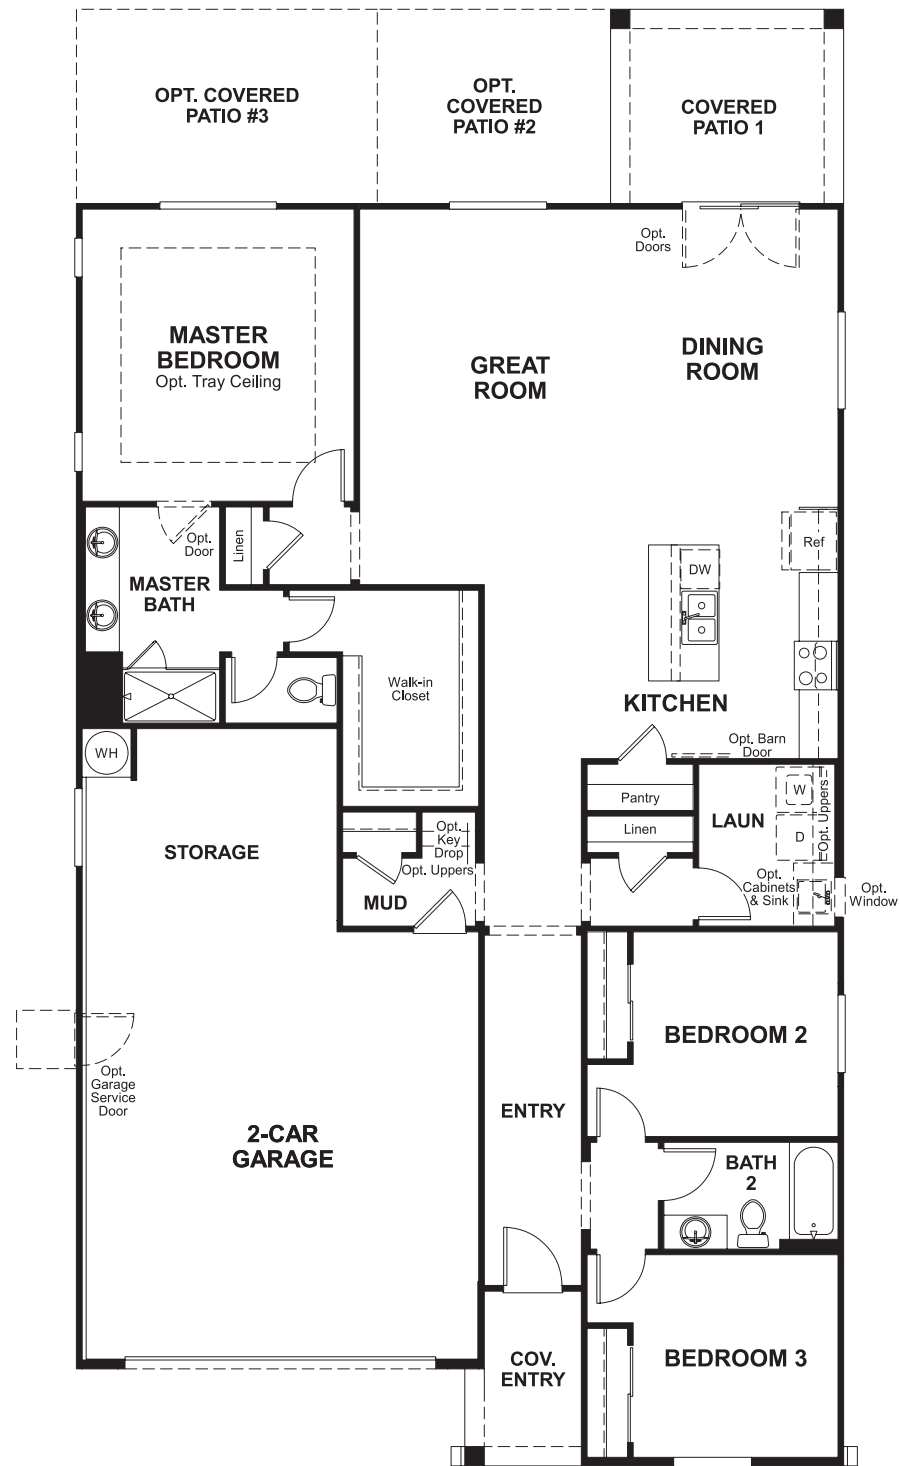 OPT. COVERED
PATIO #3
OPT.
COVERED
PATIO #2
COVERED
PATIO 1
Opt.
Doors
MASTER
BEDROOM
Opt. Tray Ceiling
GREAT
ROOM
DINING
ROOM
Linen
Opt.
Door
MASTER
BATH
Ref
DW
Walk-in
Closet
KITCHEN
Opt. Barn
Door
WH
Pantry
W
D
Opt. Uppers
LAUN
Linen
STORAGE
Opt.
Key
Drop
Opt. Uppers
MUD
Opt.
Cabinets
& Sink
Opt.
Window
BEDROOM 2
Opt.
Garage
Service
Door
2-CAR
GARAGE
ENTRY
BATH
2
COV.
ENTRY
BEDROOM 3